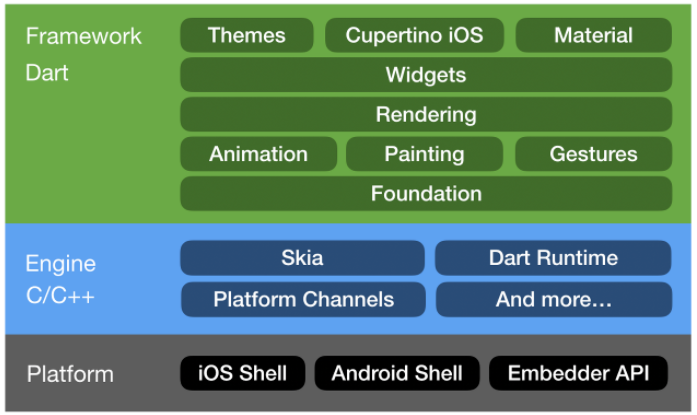 Framework
Dart
Themes
Cupertino iOS
Material
Widgets
Rendering
Animation
Painting
Gestures
Foundation
Engine
C/C++
Skia
Dart Runtime
Platform Channels
And more…
Platform
iOS Shell
Android Shell
Embedder API